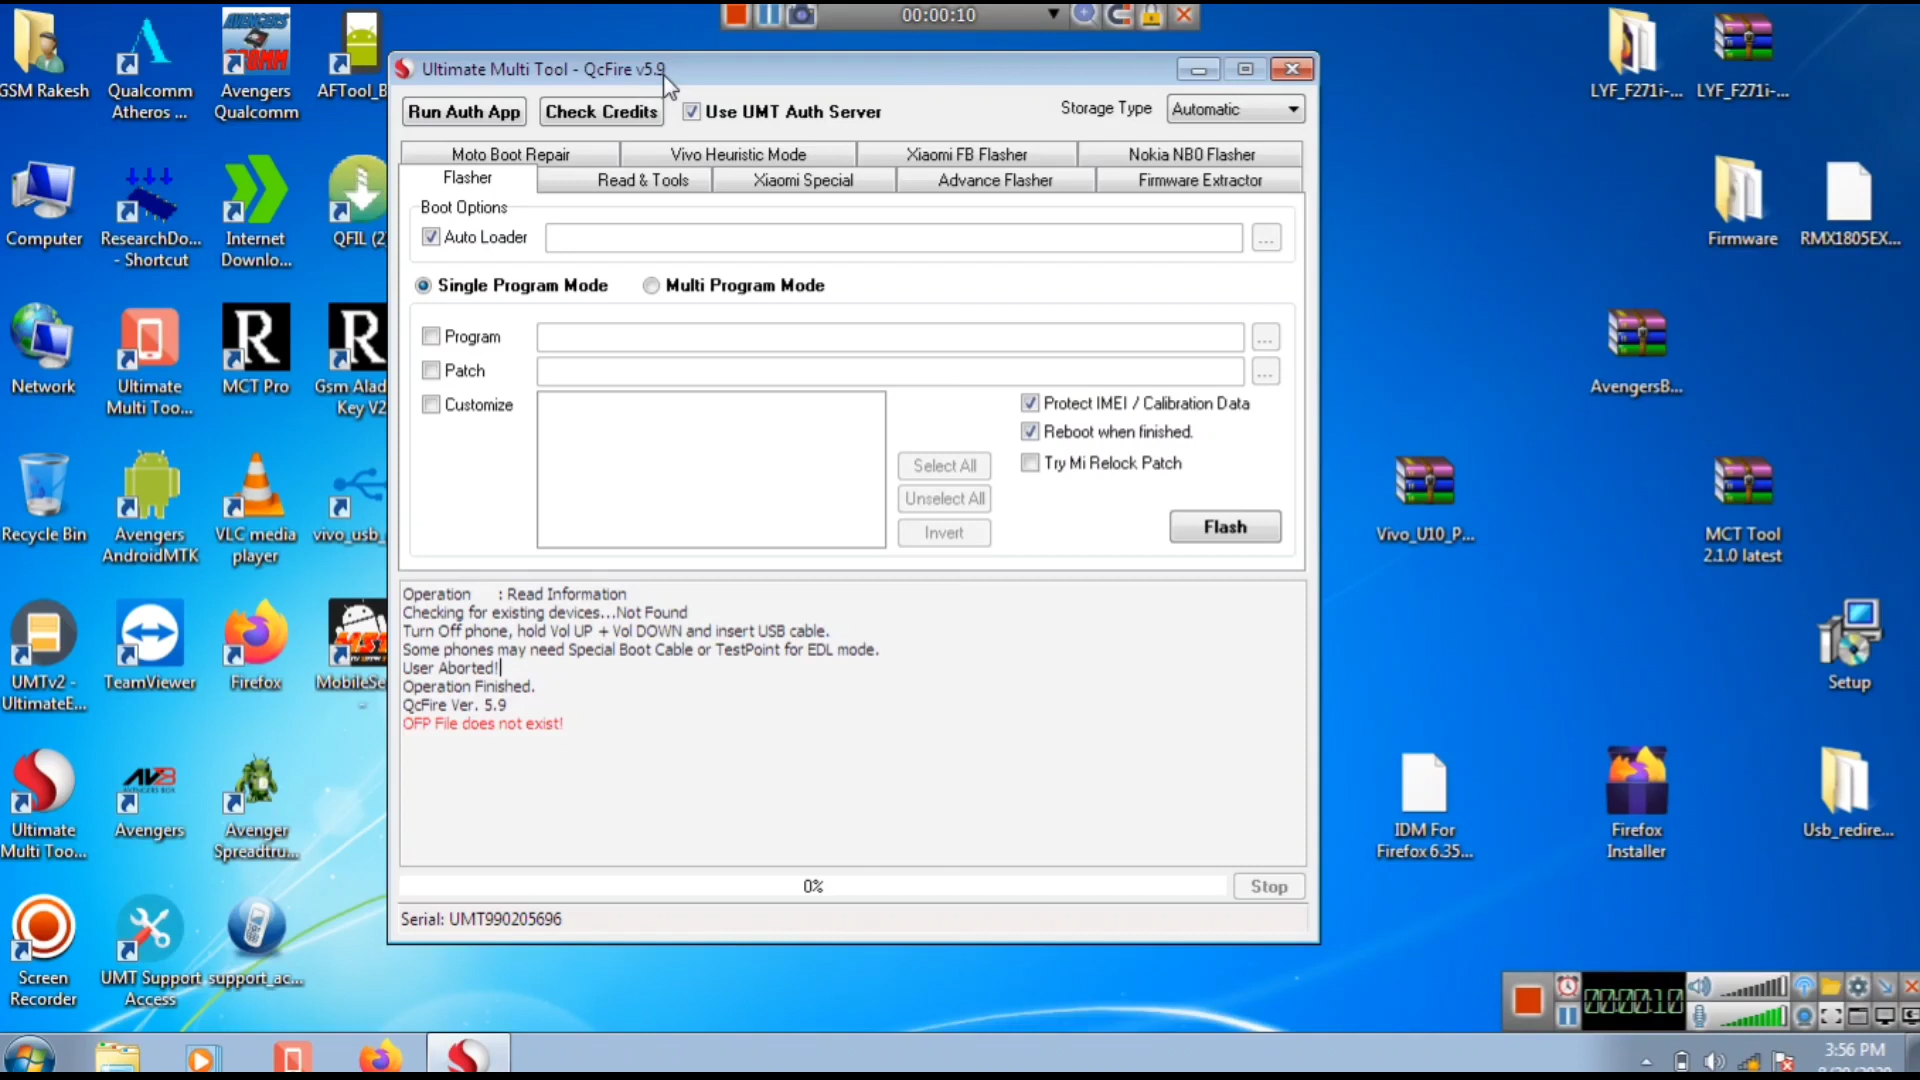 00:00:10
Ultimate Multi Tool - QcFire v5.9
Run Auth App
Check Credits
Use UMT Auth Server
Storage Type
Automatic
Moto Boot Repair
Vivo Heuristic Mode
Xiaomi FB Flasher
Nokia NB0 Flasher
Flasher
Read & Tools
Xiaomi Special
Advance Flasher
Firmware Extractor
Boot Options
Auto Loader
...
Single Program Mode
Multi Program Mode
Program
...
Patch
...
Customize
Protect IMEI / Calibration Data
Reboot when finished.
Try Mi Relock Patch
Select All
Unselect All
Invert
Flash
Operation : Read Information
Checking for existing devices...Not Found
Turn Off phone, hold Vol UP + Vol DOWN and insert USB cable.
Some phones may need Special Boot Cable or TestPoint for EDL mode.
User Aborted!
Operation Finished.
QcFire Ver. 5.9
OFP File does not exist!
0%
Stop
Serial: UMT990205696
GSM Rakesh
Qualcomm
Atheros ...
AVENGERS
Avengers
Qualcomm
AFTool_B
Computer
ResearchDo...
- Shortcut
Internet
Downlo...
QFIL (2
Network
Ultimate
Multi Too...
R
MCT Pro
R
Gsm Alad
Key V2
Recycle Bin
Avengers
AndroidMTK
VLC media
player
vivo_usb_
UMTv2 -
UltimateE...
TeamViewer
Firefox
MobileSe
Ultimate
Multi Too...
Avengers
Avenger
Spreadtru...
Screen
Recorder
UMT Support
Access
support_ac...
LYF_F271i-...
LYF_F271i-...
Firmware
RMX1805EX...
AvengersB...
Vivo_U10_P...
MCT Tool
2.1.0 latest
Setup
IDM For
Firefox 6.35...
Firefox
Installer
Usb_redire...
00:00:10
3:56 PM